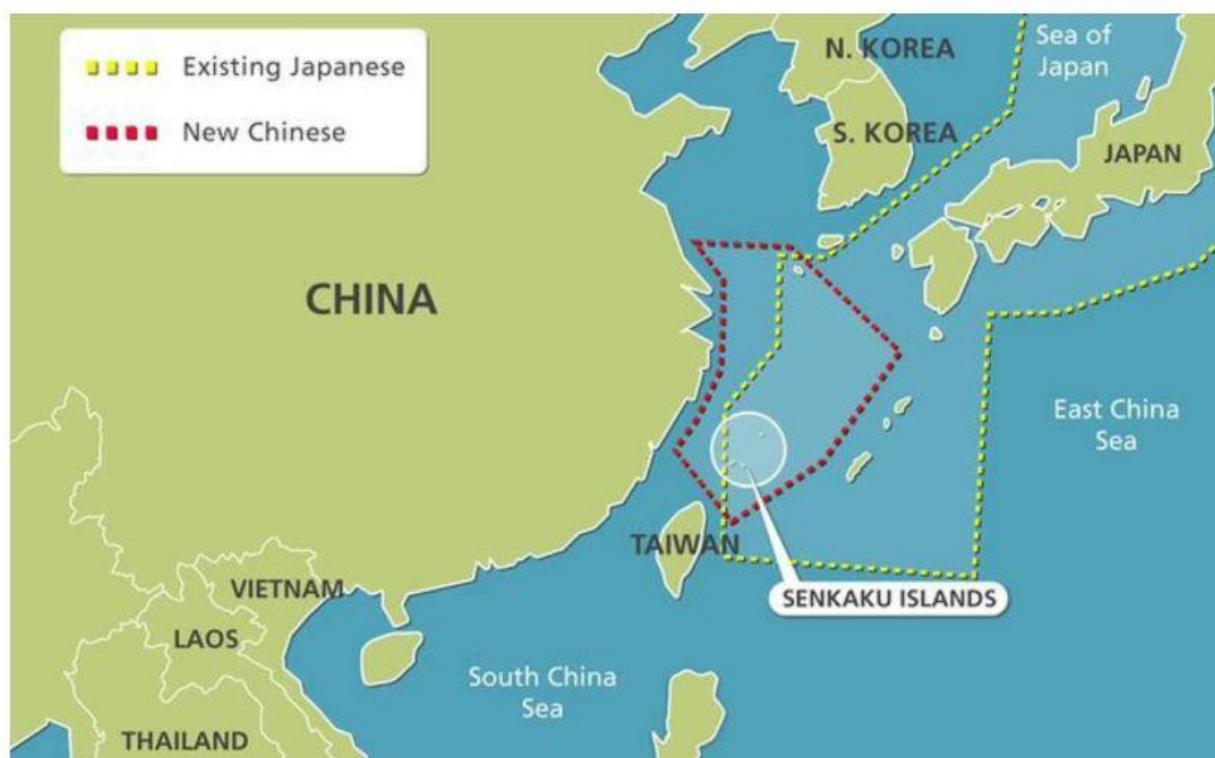 Existing Japanese
New Chinese
N. KOREA
Sea of
Japan
S. KOREA
JAPAN
CHINA
East China
Sea
TAIWAN
VIETNAM
SENKAKU ISLANDS
LAOS
South China
Sea
THAILAND